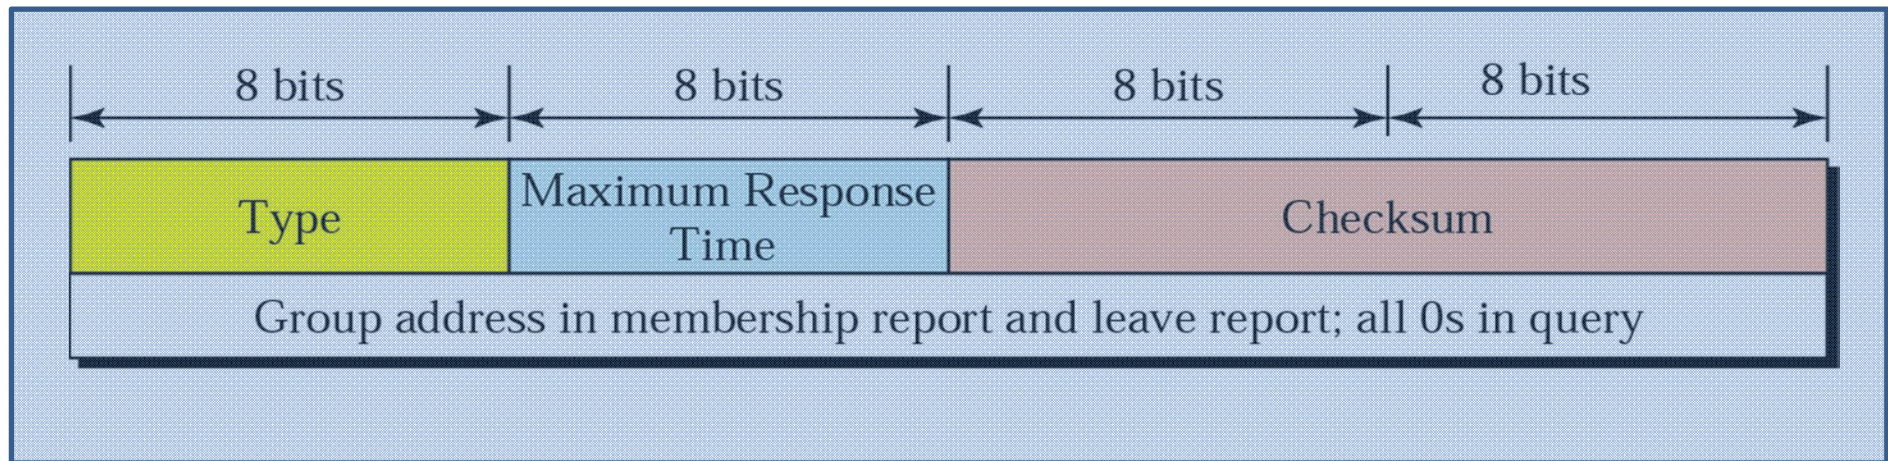 8 bits 8 bits 8 bits 8 bits
Type
Maximum Response
Time
Checksum
Group address in membership report and leave report; all 0s in query